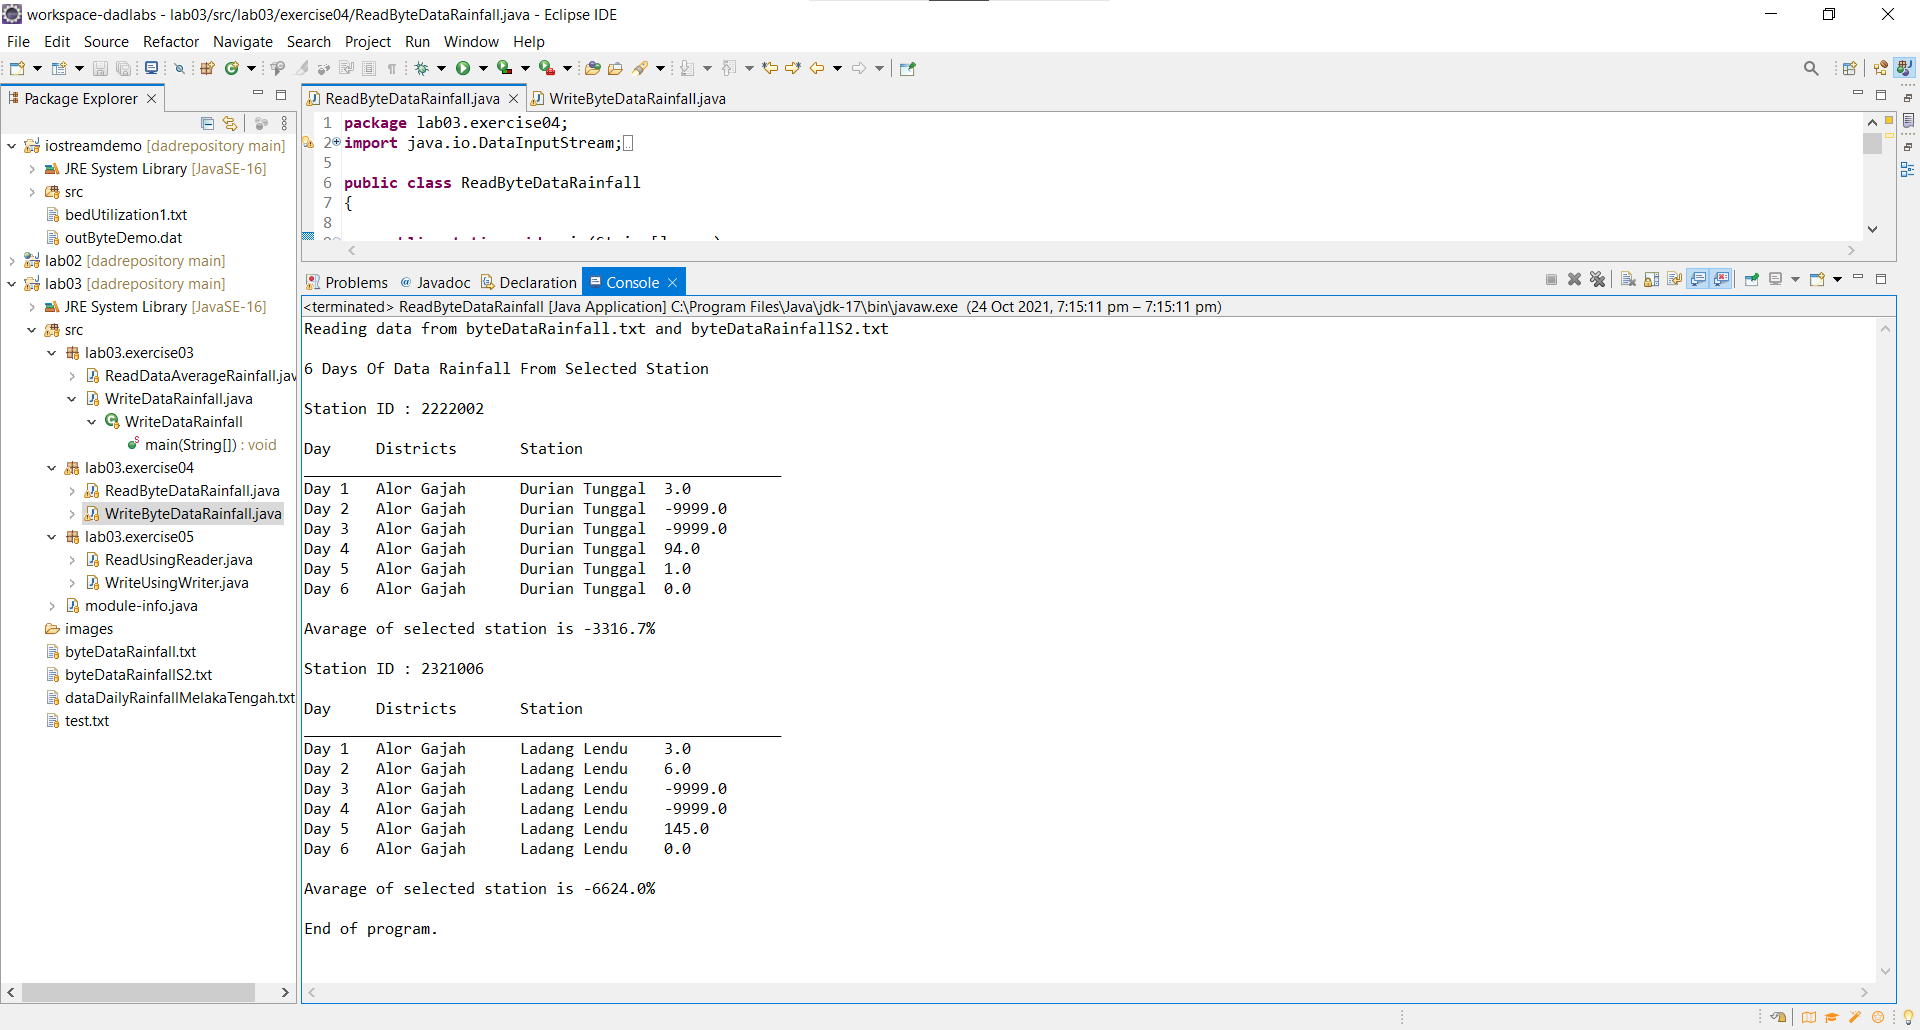 workspace-dadlabs - lab03/src/lab03/exercise04/ReadByteDataRainfall.java - Eclipse IDE
File Edit Source Refactor Navigate Search Project Run Window Help
Package Explorer
iostreamdemo [dadrepository main]
JRE System Library [JavaSE-16]
src
bedUtilization1.txt
outByteDemo.dat
lab02 [dadrepository main]
lab03 [dadrepository main]
JRE System Library [JavaSE-16]
src
lab03.exercise03
ReadDataAverageRainfall.jav
WriteDataRainfall.java
WriteDataRainfall
main(String[]) : void
lab03.exercise04
ReadByteDataRainfall.java
WriteByteDataRainfall.java
lab03.exercise05
ReadUsingReader.java
WriteUsingWriter.java
module-info.java
images
byteDataRainfall.txt
byteDataRainfallS2.txt
dataDailyRainfallMelakaTengah.txt
test.txt
ReadByteDataRainfall.java WriteByteDataRainfall.java
1 package lab03.exercise04;
2 import java.io.DataInputStream;
5
6 public class ReadByteDataRainfall
7 {
8
Problems @ Javadoc Declaration Console
<terminated> ReadByteDataRainfall [Java Application] C:\Program Files\Java\jdk-17\bin\javaw.exe (24 Oct 2021, 7:15:11 pm – 7:15:11 pm)
Reading data from byteDataRainfall.txt and byteDataRainfallS2.txt
6 Days Of Data Rainfall From Selected Station
Station ID : 2222002
Day Districts Station
Day 1 Alor Gajah Durian Tunggal 3.0
Day 2 Alor Gajah Durian Tunggal -9999.0
Day 3 Alor Gajah Durian Tunggal -9999.0
Day 4 Alor Gajah Durian Tunggal 94.0
Day 5 Alor Gajah Durian Tunggal 1.0
Day 6 Alor Gajah Durian Tunggal 0.0
Avarage of selected station is -3316.7%
Station ID : 2321006
Day Districts Station
Day 1 Alor Gajah Ladang Lendu 3.0
Day 2 Alor Gajah Ladang Lendu 6.0
Day 3 Alor Gajah Ladang Lendu -9999.0
Day 4 Alor Gajah Ladang Lendu -9999.0
Day 5 Alor Gajah Ladang Lendu 145.0
Day 6 Alor Gajah Ladang Lendu 0.0
Avarage of selected station is -6624.0%
End of program.